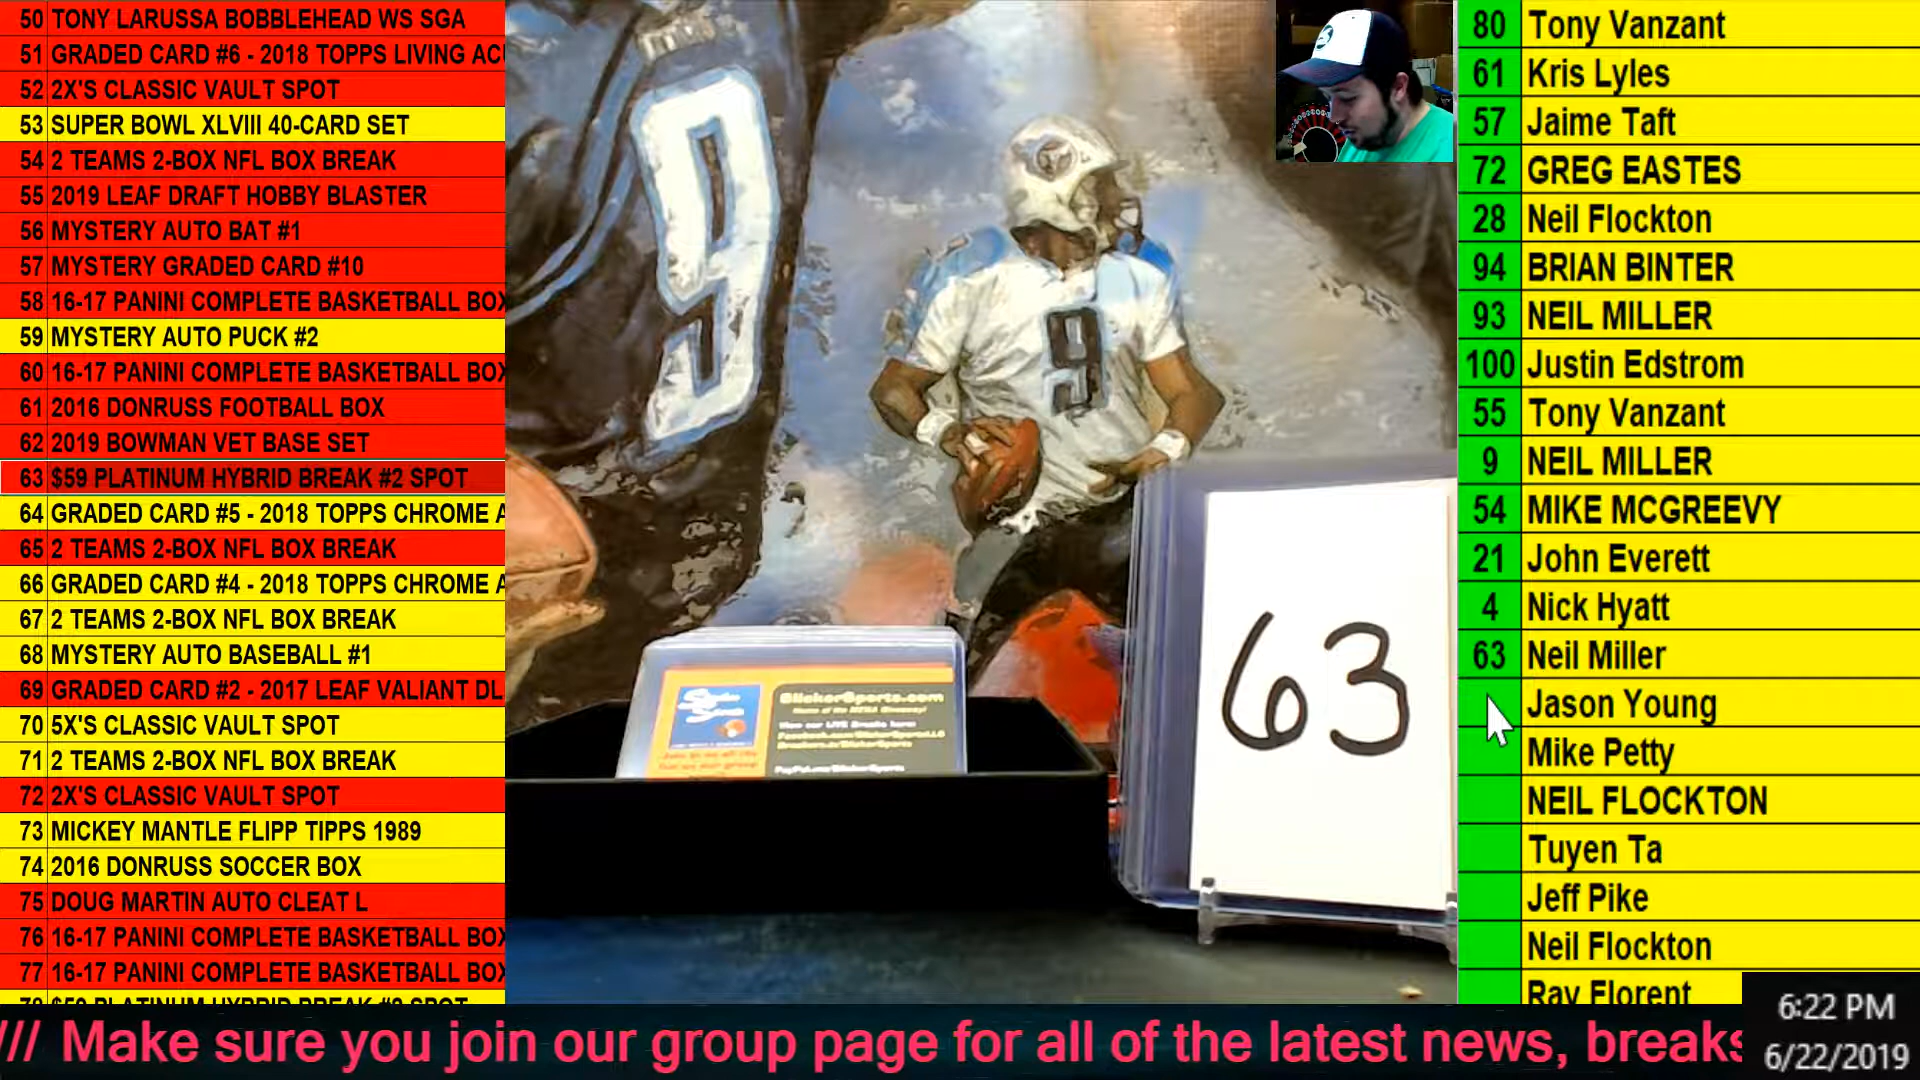 50 TONY LARUSSA BOBBLEHEAD WS SGA
51 GRADED CARD #6 - 2018 TOPPS LIVING
52 2X'S CLASSIC VAULT SPOT
53 SUPER BOWL XLVIII 40-CARD SET
54 2 TEAMS 2-BOX NFL BOX BREAK
55 2019 LEAF DRAFT HOBBY BLASTER
56 MYSTERY AUTO BAT #1
57 MYSTERY GRADED CARD #10
58 16-17 PANINI COMPLETE BASKETBALL BOX
59 MYSTERY AUTO PUCK #2
60 16-17 PANINI COMPLETE BASKETBALL BOX
61 2016 DONRUSS FOOTBALL BOX
62 2019 BOWMAN VET BASE SET
63 $59 PLATINUM HYBRID BREAK #2 SPOT
64 GRADED CARD #5 - 2018 TOPPS CHROME A
65 2 TEAMS 2-BOX NFL BOX BREAK
66 GRADED CARD #4 - 2018 TOPPS CHROME A
67 2 TEAMS 2-BOX NFL BOX BREAK
68 MYSTERY AUTO BASEBALL #1
69 GRADED CARD #2 - 2017 LEAF VALIANT DL
70 5X'S CLASSIC VAULT SPOT
71 2 TEAMS 2-BOX NFL BOX BREAK
72 2X'S CLASSIC VAULT SPOT
73 MICKEY MANTLE FLIPP TIPPS 1989
74 2016 DONRUSS SOCCER BOX
75 DOUG MARTIN AUTO CLEAT L
76 16-17 PANINI COMPLETE BASKETBALL BOX
77 16-17 PANINI COMPLETE BASKETBALL BOX
78 $59 PLATINUM HYBRID BREAK #2 SPOT
9
9
SlickerSports.com
View our LIVE Breaks here:
63
80 Tony Vanzant
61 Kris Lyles
57 Jaime Taft
72 GREG EASTES
28 Neil Flockton
94 BRIAN BINTER
93 NEIL MILLER
100 Justin Edstrom
55 Tony Vanzant
9 NEIL MILLER
54 MIKE MCGREEVY
21 John Everett
4 Nick Hyatt
63 Neil Miller
Jason Young
Mike Petty
NEIL FLOCKTON
Tuyen Ta
Jeff Pike
Neil Flockton
Ray Florent
/// Make sure you join our group page for all of the latest news, breaks
6:22 PM
6/22/2019